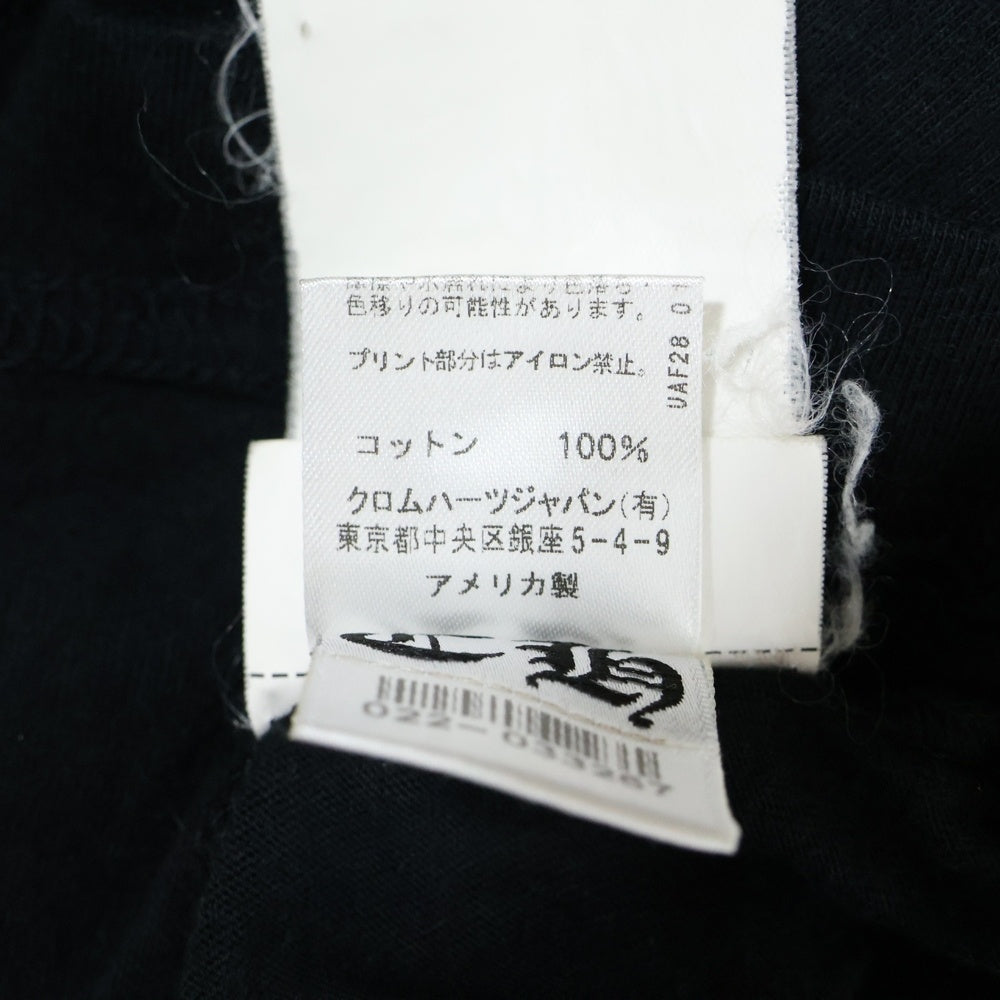 色移りの可能性があります。
プリント部分はアイロン禁止。
UAF28 0
コットン 100%
クロムハーツジャパン(有)
東京都中央区銀座5-4-9
アメリカ製
022-033267